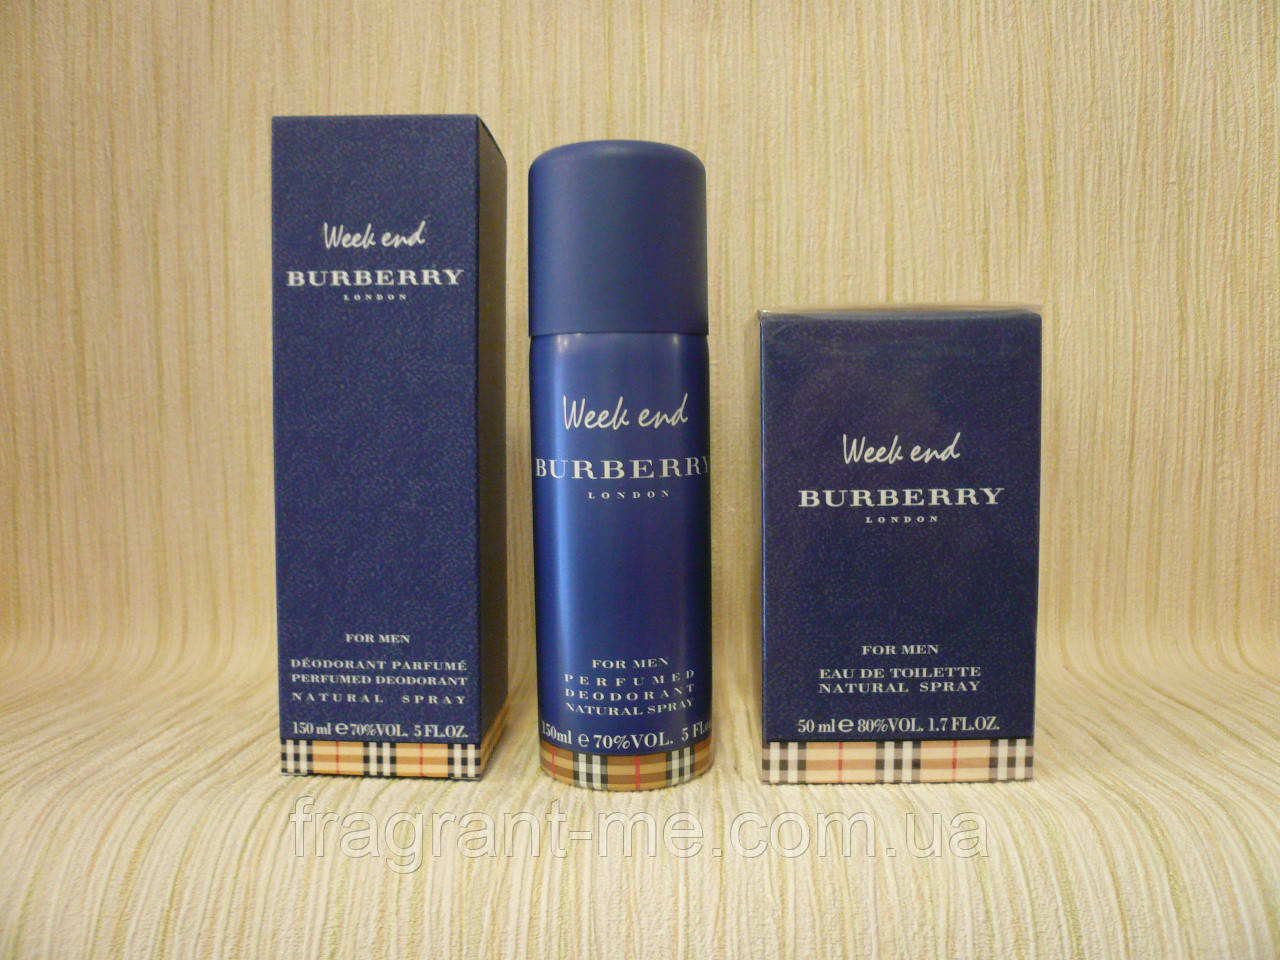 Week end
BURBERRY
LONDON
FOR MEN
DÉODORANT PARFUMÉ
PERFUMED DEODORANT
NATURAL SPRAY
150 ml e 70%VOL. 5 FL.OZ.
Week end
BURBERRY
LONDON
FOR MEN
PERFUMED
DEODORANT
NATURAL SPRAY
150ml e 70%VOL. 5 FL.
Week end
BURBERRY
LONDON
FOR MEN
EAU DE TOILETTE
NATURAL SPRAY
50 ml e 80%VOL. 1.7 FL.OZ.
fragrant-me.com.ua